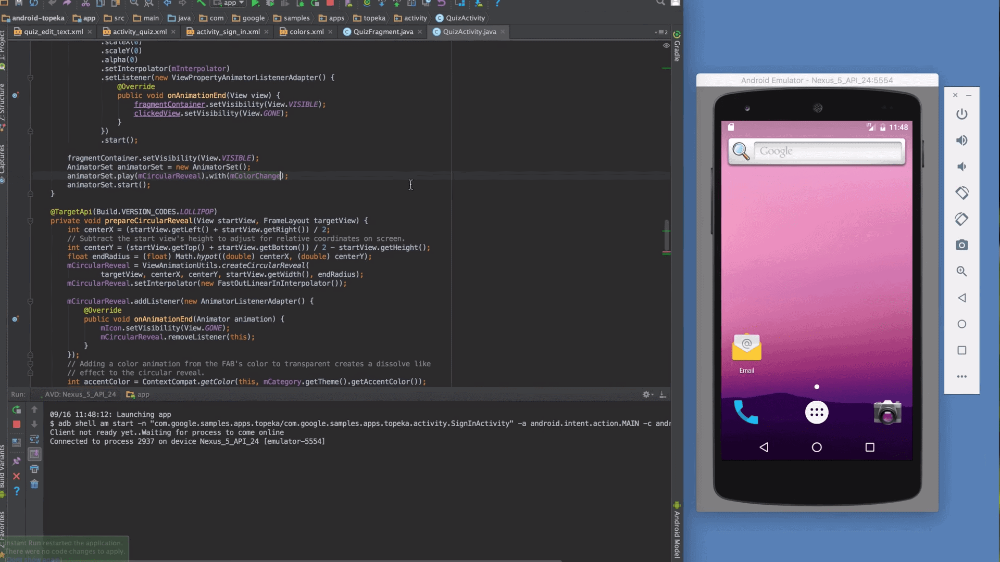 app
android-topeka app src main java com google samples apps topeka activity QuizActivity
quiz_edit_text.xml activity_quiz.xml activity_sign_in.xml colors.xml QuizFragment.java QuizActivity.java 2
1: Project
7: Structure
Captures
Build Variants
2: Favorites
.scaleX(0)
.scaleY(0)
.alpha(0)
.setInterpolator(mInterpolator)
.setListener(new ViewPropertyAnimatorListenerAdapter() {
@Override
public void onAnimationEnd(View view) {
fragmentContainer.setVisibility(View.VISIBLE);
clickedView.setVisibility(View.GONE);
}
})
.start();
fragmentContainer.setVisibility(View.VISIBLE);
AnimatorSet animatorSet = new AnimatorSet();
animatorSet.play(mCircularReveal).with(mColorChange);
animatorSet.start();
}
@TargetApi(Build.VERSION_CODES.LOLLIPOP)
private void prepareCircularReveal(View startView, FrameLayout targetView) {
int centerX = (startView.getLeft() + startView.getRight()) / 2;
// Subtract the start view's height to adjust for relative coordinates on screen.
int centerY = (startView.getTop() + startView.getBottom()) / 2 - startView.getHeight();
float endRadius = (float) Math.hypot((double) centerX, (double) centerY);
mCircularReveal = ViewAnimationUtils.createCircularReveal(
targetView, centerX, centerY, startView.getWidth(), endRadius);
mCircularReveal.setInterpolator(new FastOutLinearInInterpolator());
mCircularReveal.addListener(new AnimatorListenerAdapter() {
@Override
public void onAnimationEnd(Animator animation) {
mIcon.setVisibility(View.GONE);
mCircularReveal.removeListener(this);
}
});
// Adding a color animation from the FAB's color to transparent creates a dissolve like
// effect to the circular reveal.
int accentColor = ContextCompat.getColor(this, mCategory.getTheme().getAccentColor());
Run: AVD: Nexus_5_API_24 app
09/16 11:48:12: Launching app
$ adb shell am start -n "com.google.samples.apps.topeka/com.google.samples.apps.topeka.activity.SignInActivity" -a android.intent.action.MAIN -c andr
Client not ready yet..Waiting for process to come online
Connected to process 2937 on device Nexus_5_API_24 [emulator-5554]
nstant Run restarted the application.
There were no code changes to apply.
(Dont show again)
Gradle
Android Model
Android Emulator - Nexus_5_API_24:5554
LTE 11:48
Google
@
Email